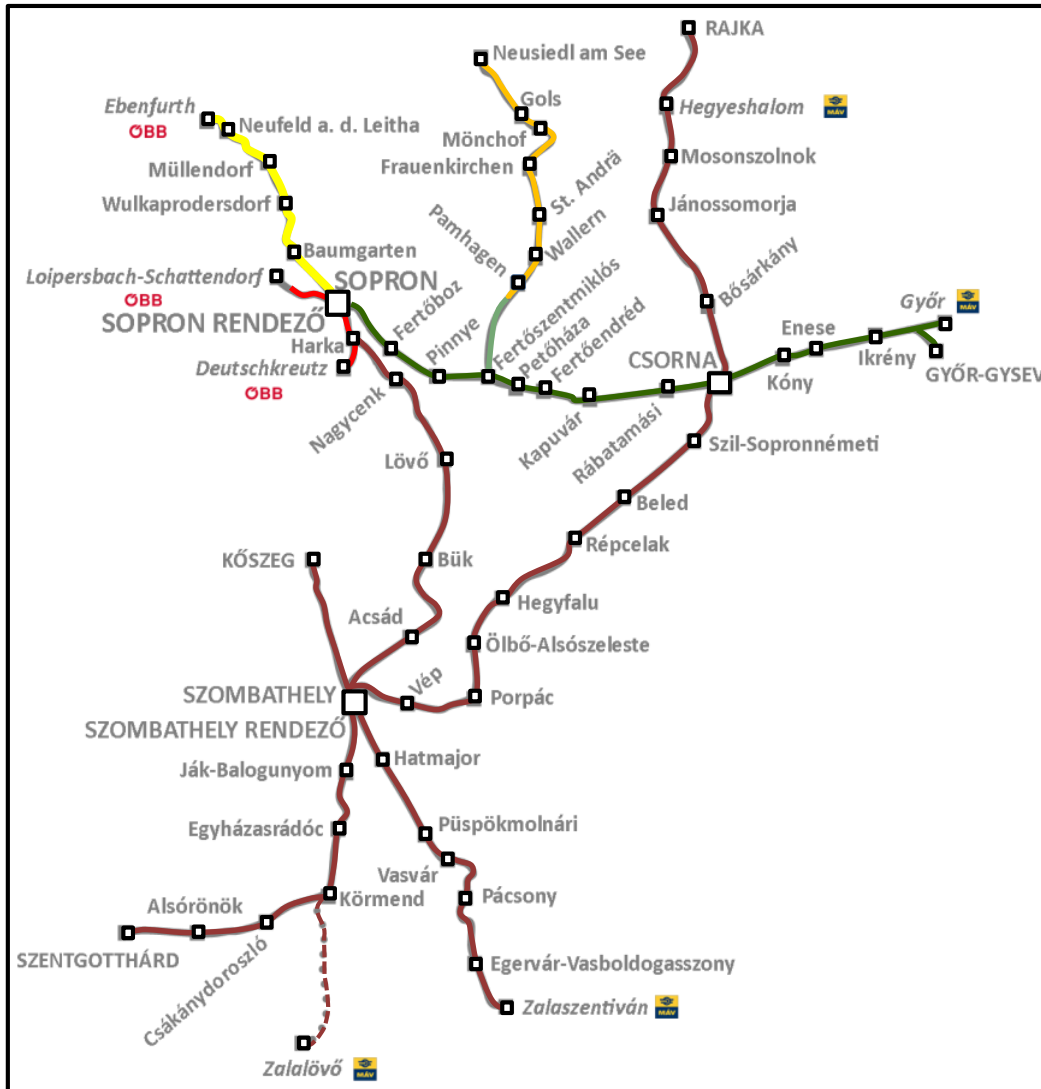 RAJKA
Neusiedl am See
Ebenfurth
ÖBB
Gols
Hegyeshalom
MÁV
Neufeld a. d. Leitha
Mönchof
Müllendorf
Frauenkirchen
Mosonszolnok
Wulkaprodersdorf
St. Andrä
Jánossomorja
Baumgarten
Pamhagen
Wallern
Loipersbach-Schattendorf
ÖBB
SOPRON
SOPRON RENDEZŐ
Bősárkány
Győr
MÁV
Fertőboz
Pinnye
Fertőszentmiklós
Petőháza
Fertőendréd
Harka
Deutschkreutz
ÖBB
CSORNA
Enese
Kóny
Ikrény
GYŐR-GYSEV
Nagycenk
Kapuvár
Rábatamási
Szil-Sopronnémeti
Lövő
Beled
Répcelak
KŐSZEG
Bük
Hegyfalu
Acsád
Ölbő-Alsószeleste
Vép
Porpác
SZOMBATHELY
SZOMBATHELY RENDEZŐ
Hatmajor
Ják-Balogunyom
Egyházasrádóc
Püspökmolnári
Vasvár
Pácsony
Körmend
Alsórönök
SZENTGOTTHÁRD
Csákánydoroszló
Egervár-Vasboldogasszony
Zalaszentiván
MÁV
Zalalövő
MÁV